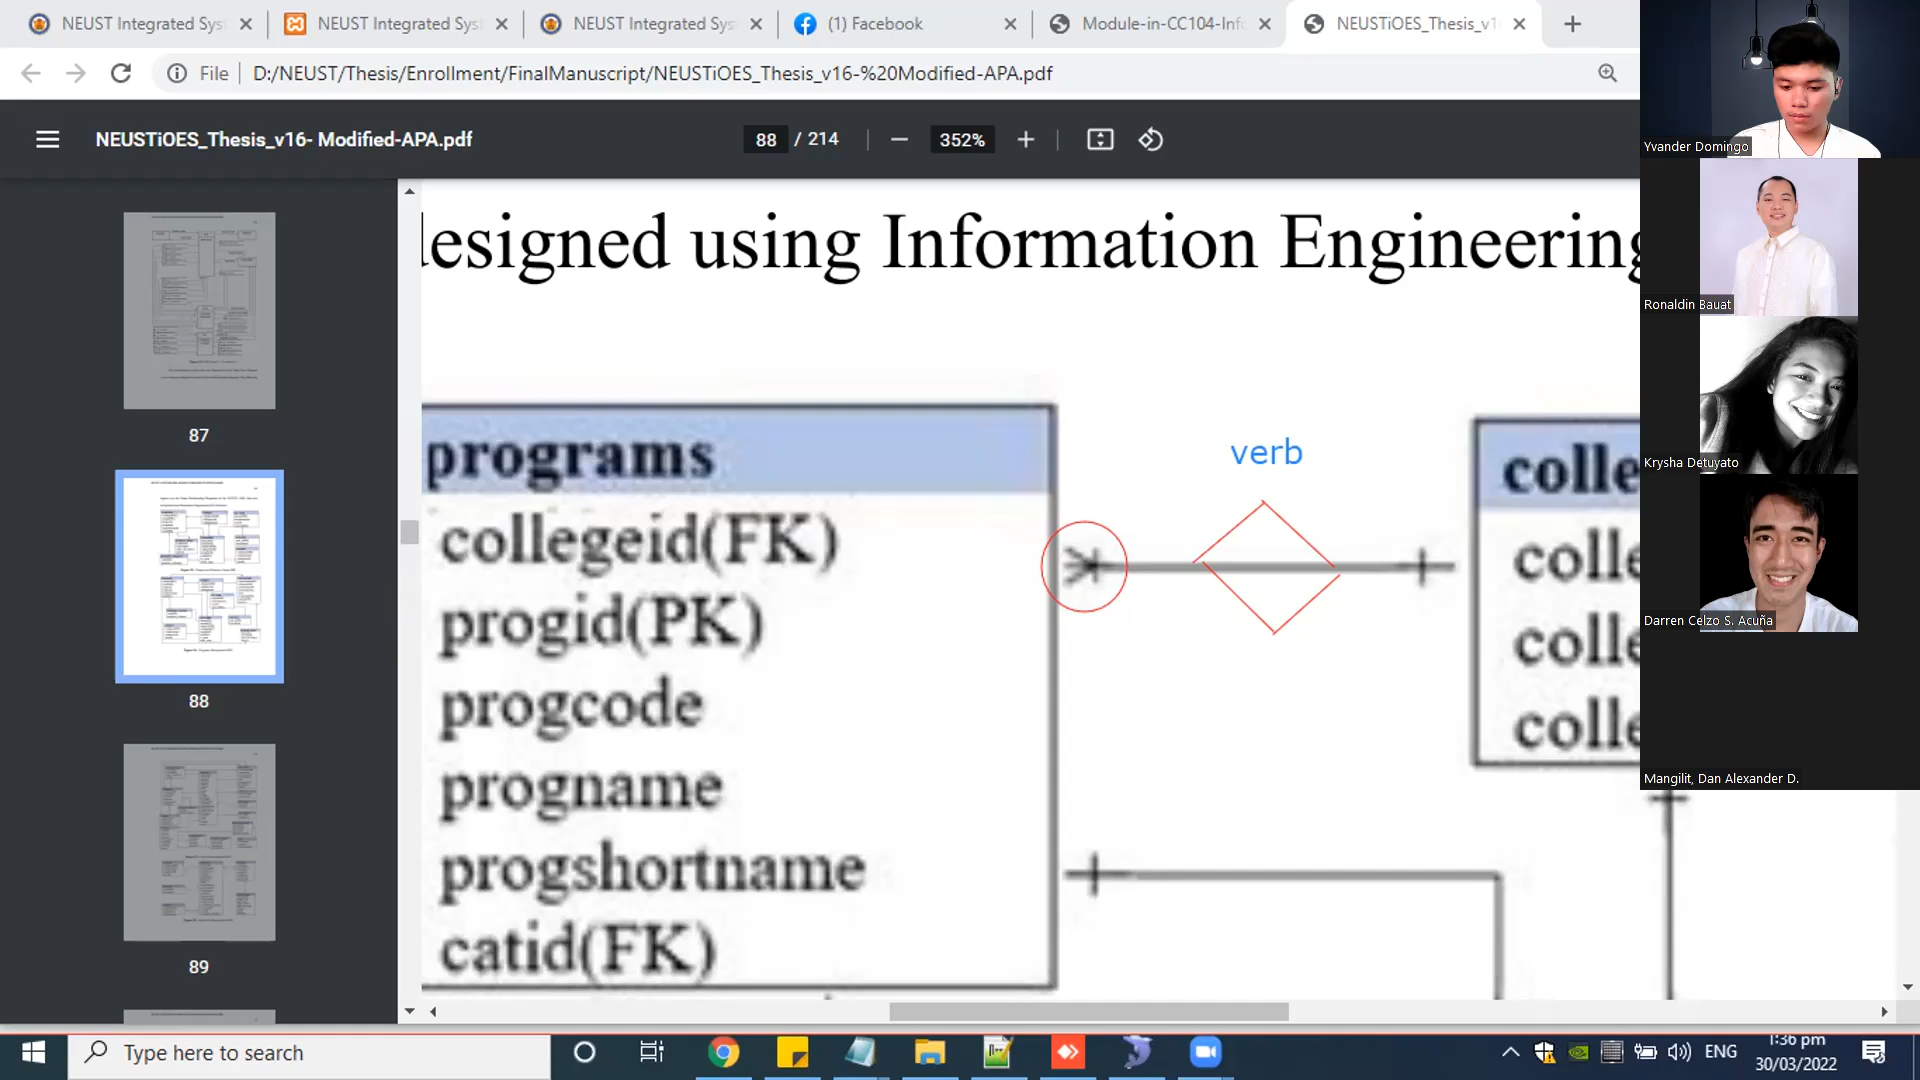 NEUST Integrated Sys
NEUST Integrated Sys
NEUST Integrated Sys
(1) Facebook
Module-in-CC104-Info
NEUSTiOES_Thesis_v1
File
D:/NEUST/Thesis/Enrollment/FinalManuscript/NEUSTiOES_Thesis_v16-%20Modified-APA.pdf
NEUSTiOES_Thesis_v16- Modified-APA.pdf
88 / 214
352%
87
88
89
designed using Information Engineering
programs
collegeid(FK)
progid(PK)
progcode
progname
progshortname
catid(FK)
verb
colle
colle
colle
colle
Yvander Domingo
Ronaldin Bauat
Krysha Detuyato
Darren Celzo S. Acuña
Mangilit, Dan Alexander D.
Type here to search
ENG
1:36 pm
30/03/2022